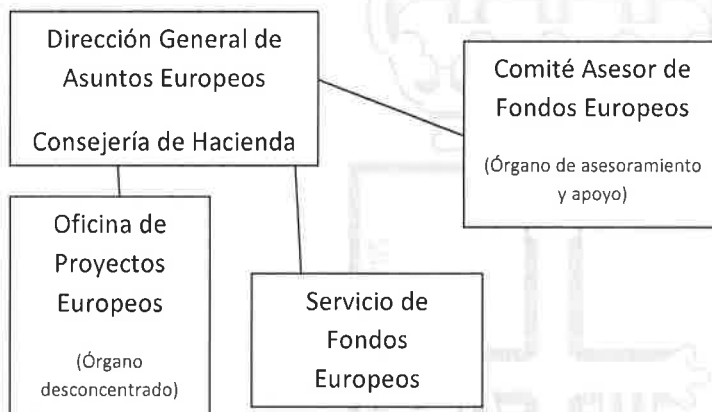 Dirección General de
Asuntos Europeos
Consejería de Hacienda
Comité Asesor de
Fondos Europeos
(Órgano de asesoramiento
y apoyo)
Oficina de
Proyectos
Europeos
(Órgano
desconcentrado)
Servicio de
Fondos
Europeos